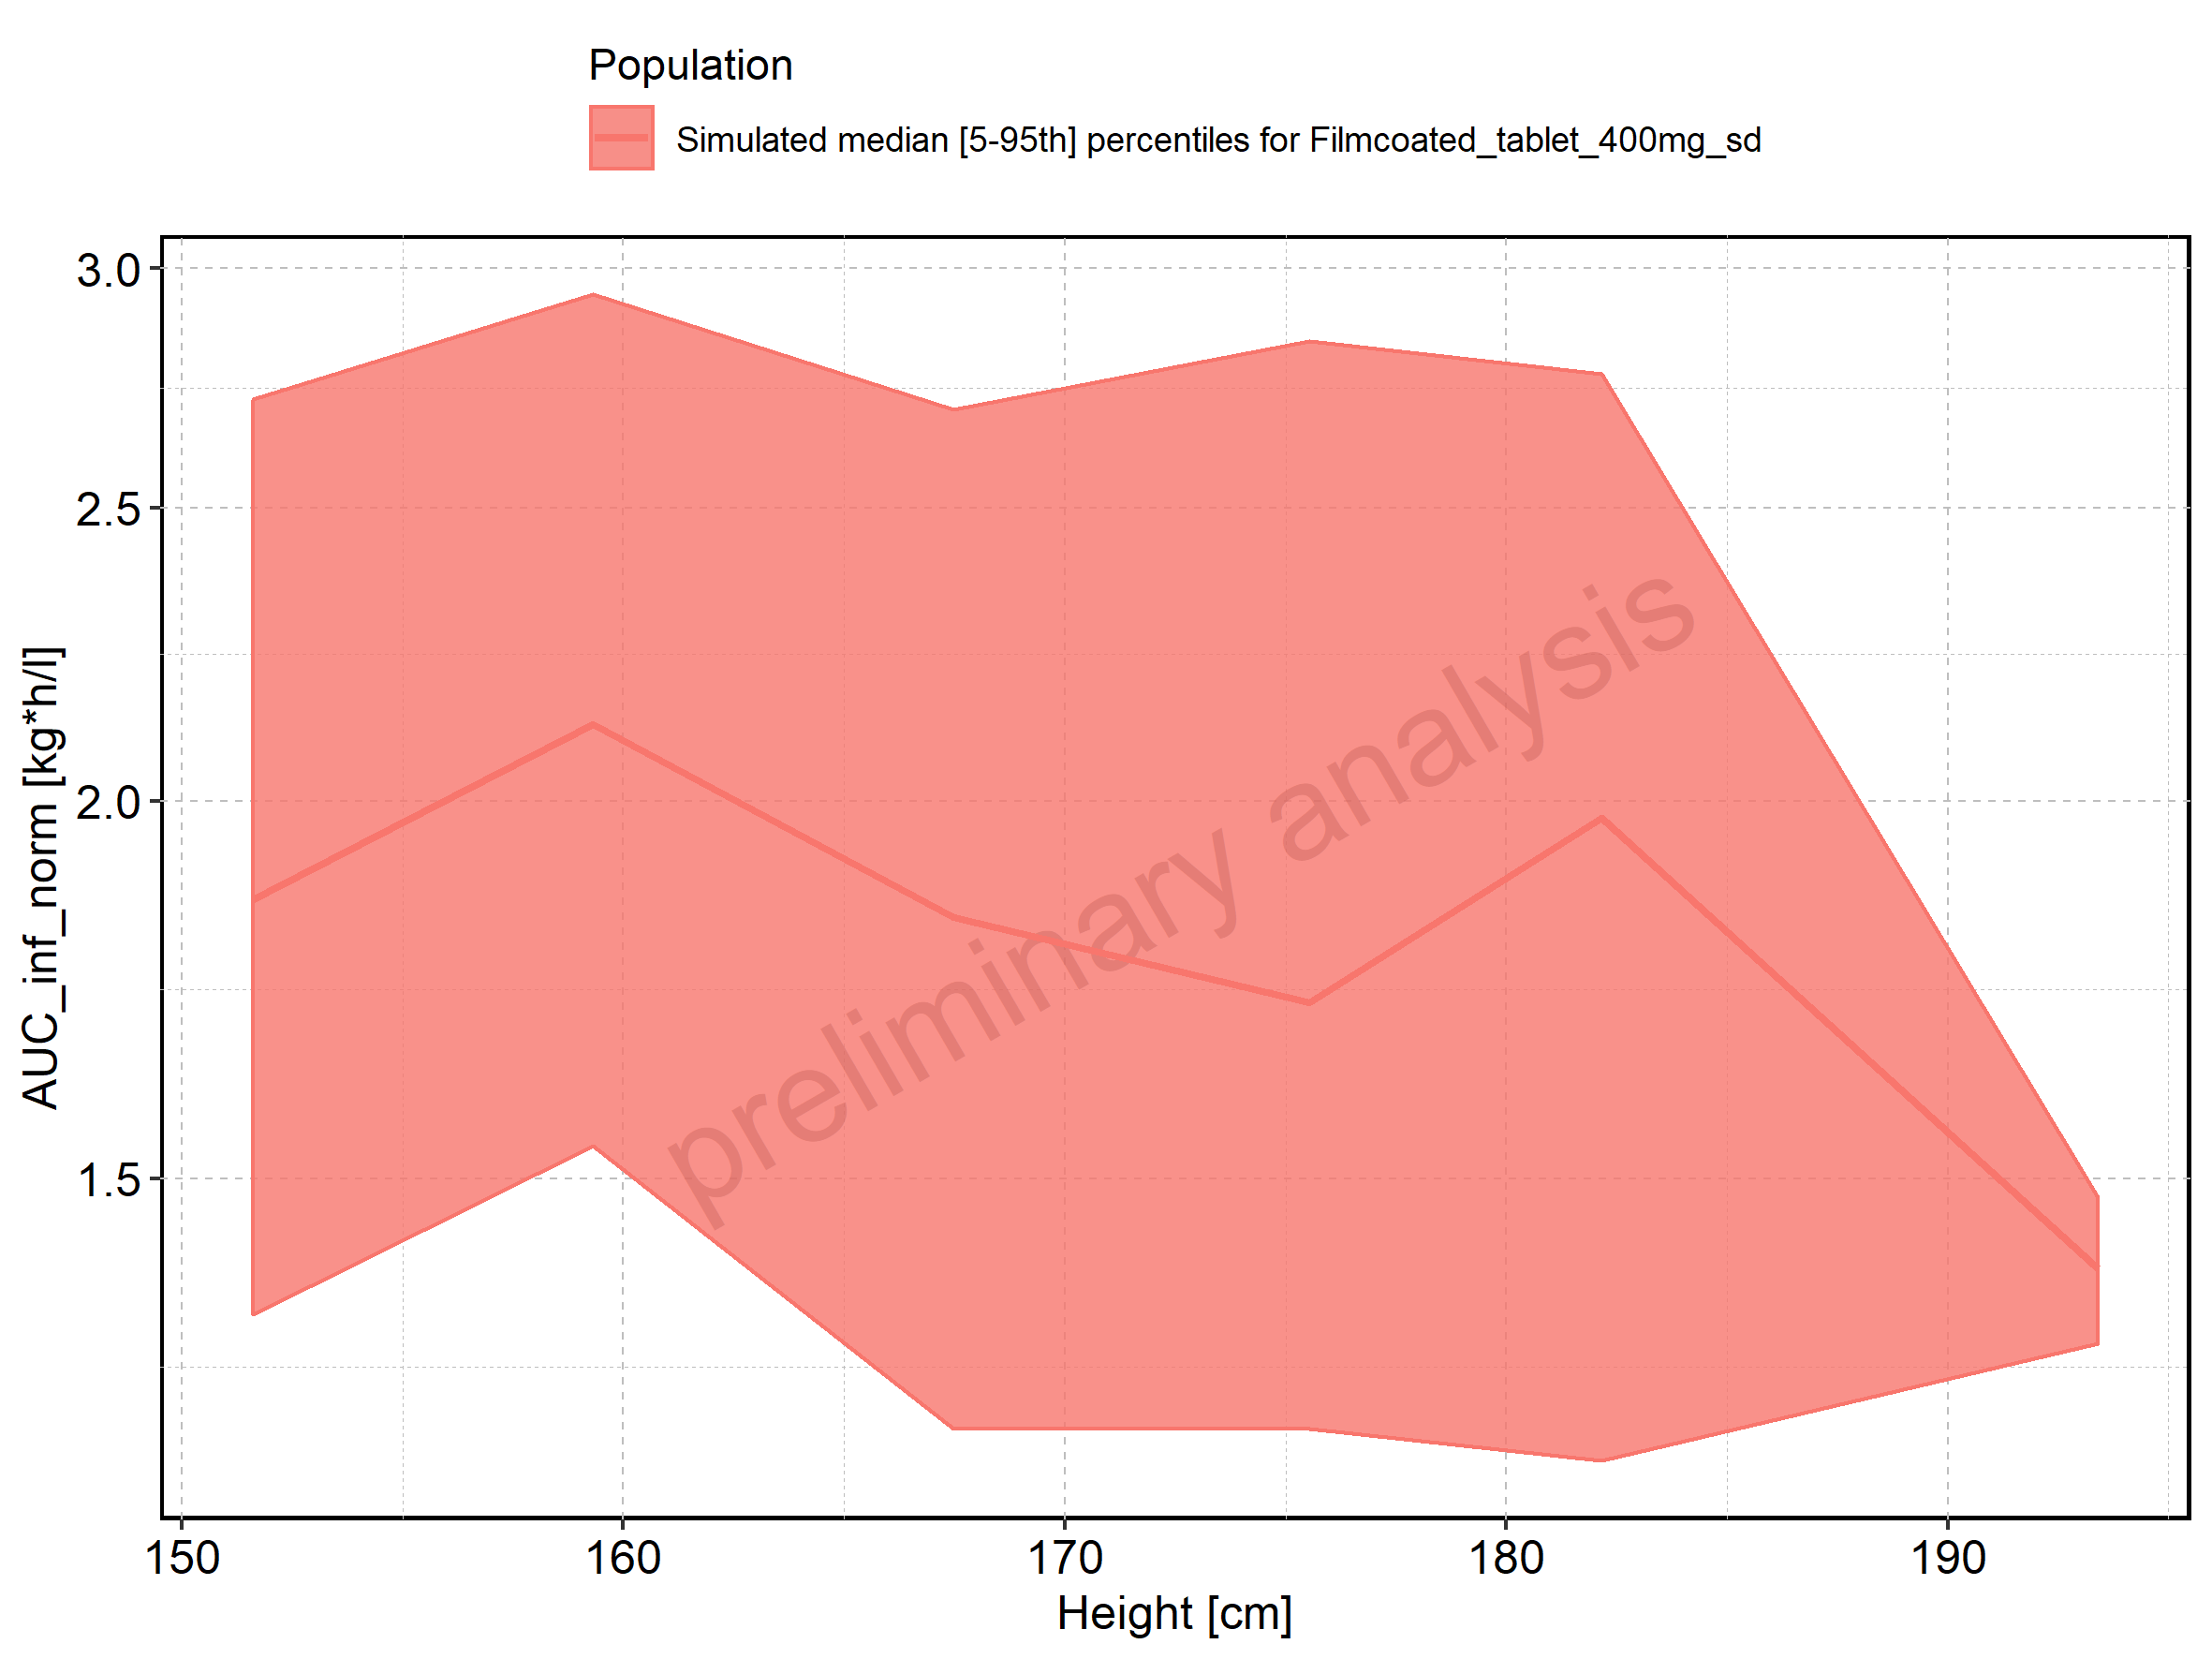 Population
Simulated median [5-95th] percentiles for Filmcoated_tablet_400mg_sd
3.0
2.5
2.0
1.5
AUC_inf_norm [kg*h/l]
preliminary analysis
150 160 170 180 190
Height [cm]